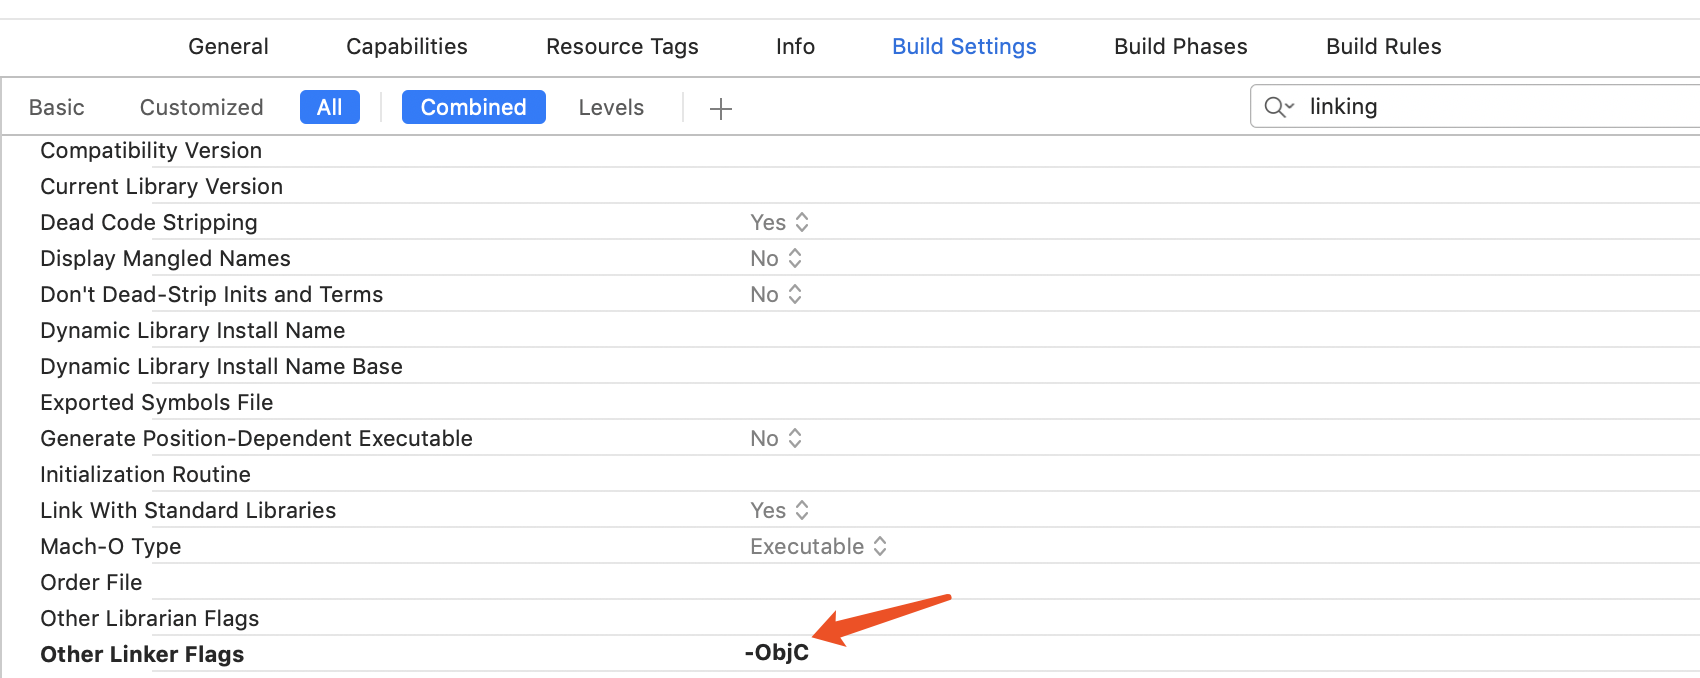 General Capabilities Resource Tags Info Build Settings Build Phases Build Rules
Basic Customized All Combined Levels linking
Compatibility Version
Current Library Version
Dead Code Stripping Yes
Display Mangled Names No
Don't Dead-Strip Inits and Terms No
Dynamic Library Install Name
Dynamic Library Install Name Base
Exported Symbols File
Generate Position-Dependent Executable No
Initialization Routine
Link With Standard Libraries Yes
Mach-O Type Executable
Order File
Other Librarian Flags
Other Linker Flags -ObjC